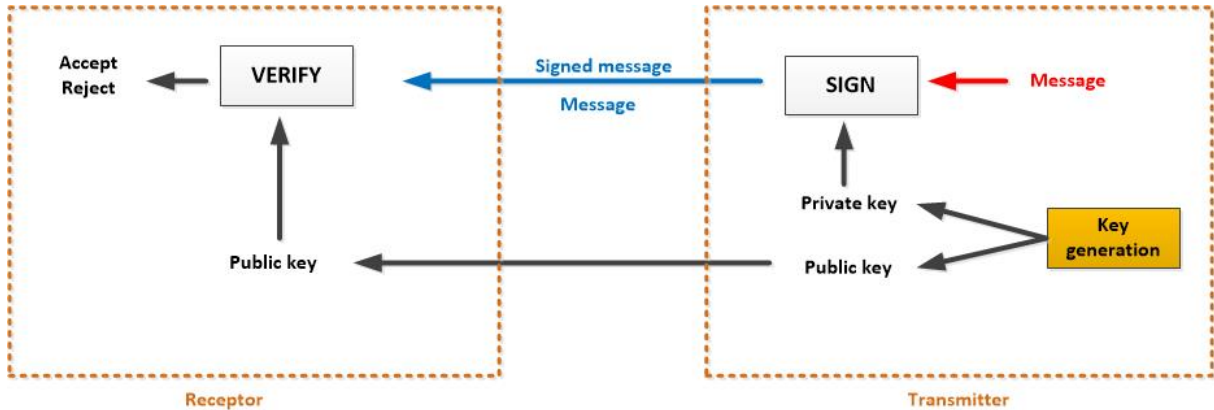 Accept
Reject
VERIFY
Signed message
Message
SIGN
Message
Private key
Key
generation
Public key
Public key
Receptor
Transmitter